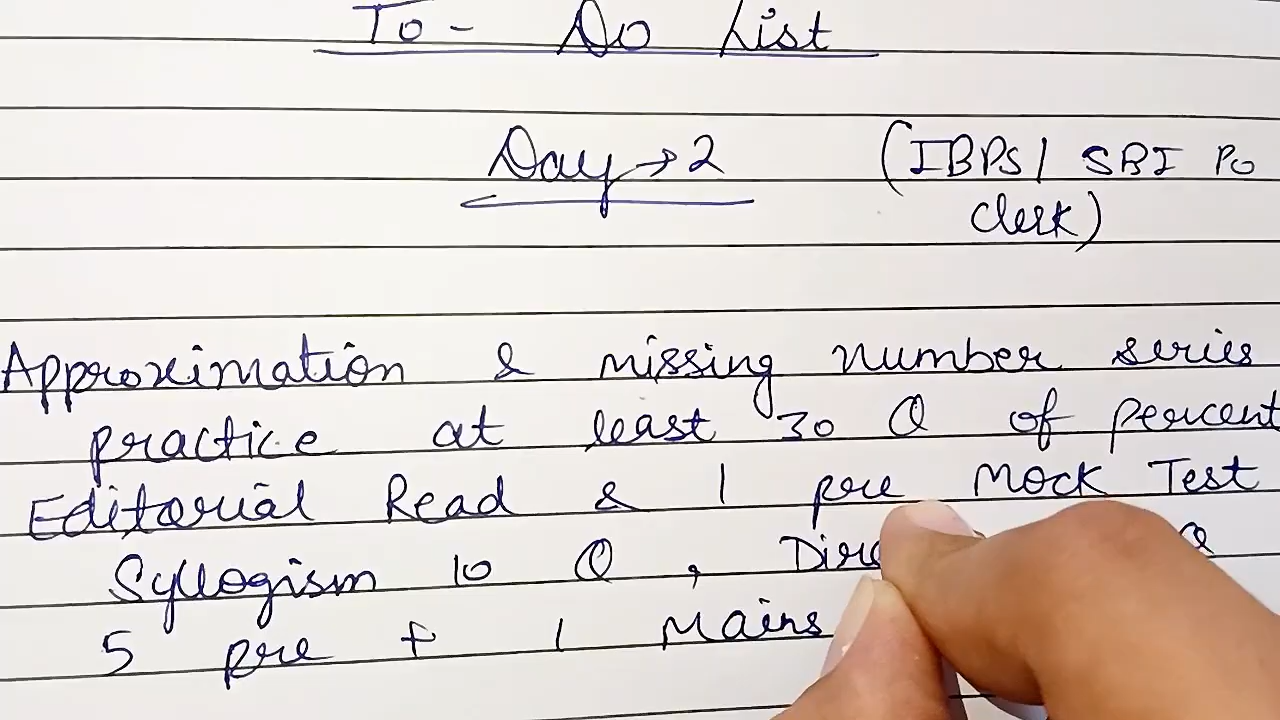 To - Do List
Day → 2 (IBPS/ SBI PO
Clerk)
Approximation & missing number series
practice at least 30 Q of percent
Editorial Read & 1 pre Mock Test
Syllogism 10 Q ,
5 pre + 1 Mains